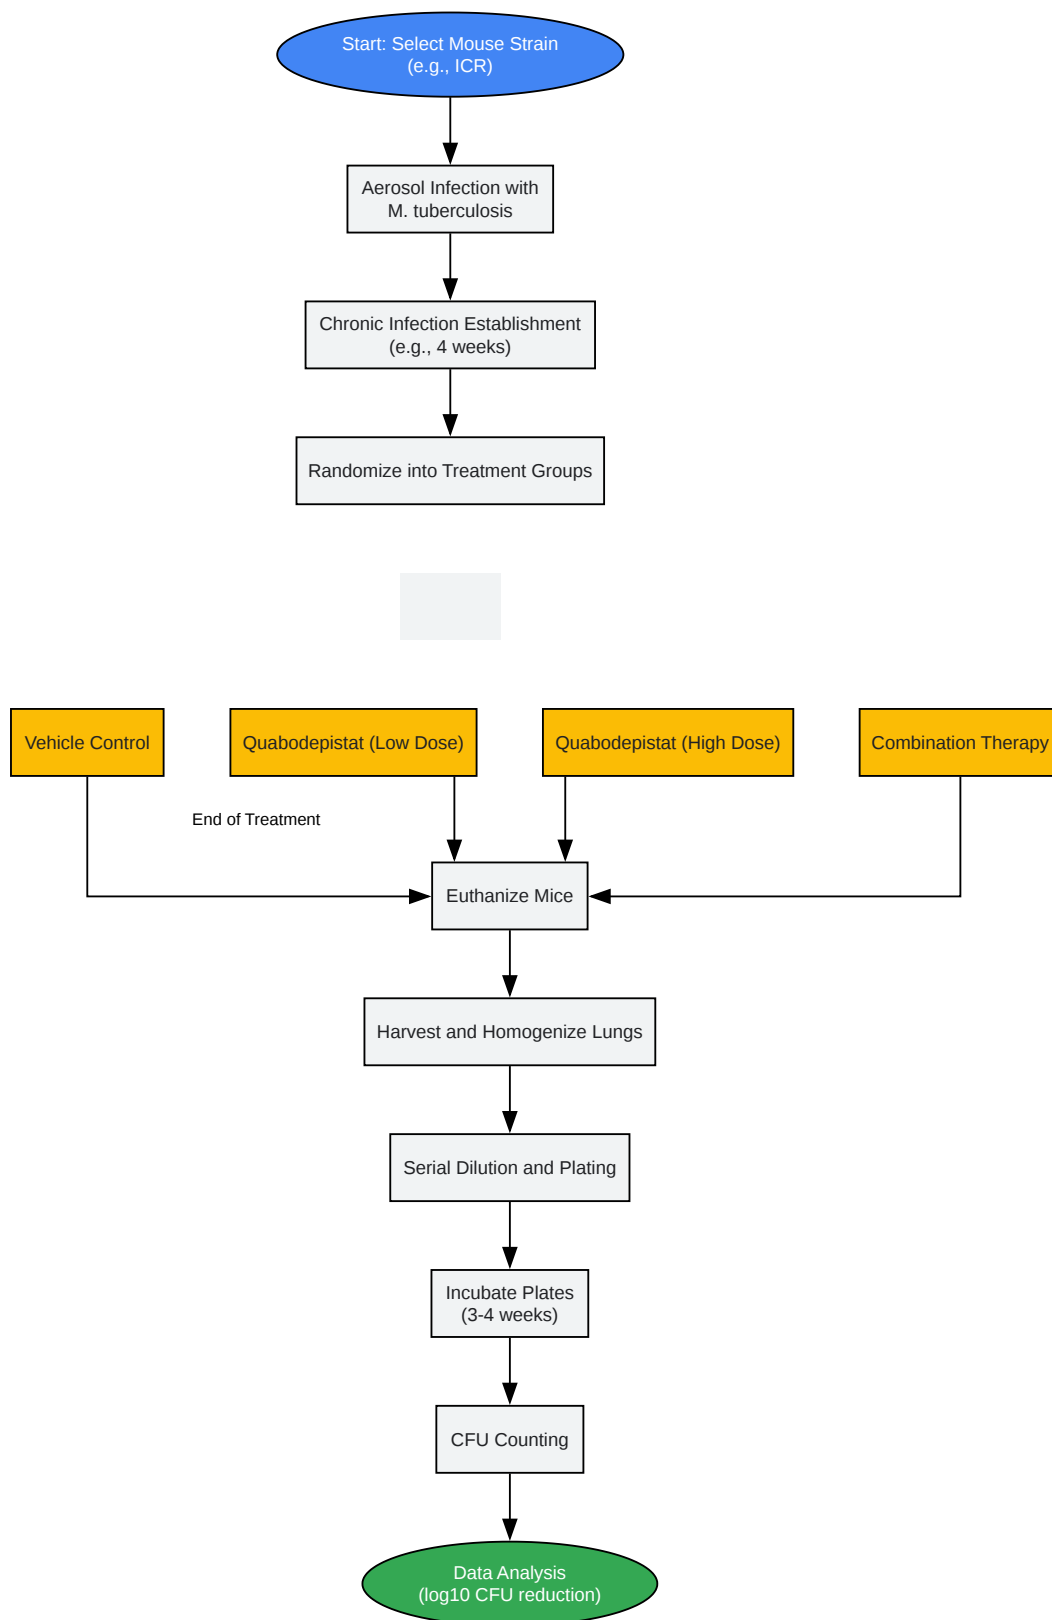 Start: Select Mouse Strain
(e.g., ICR)
Aerosol Infection with
M. tuberculosis
Chronic Infection Establishment
(e.g., 4 weeks)
Randomize into Treatment Groups
Vehicle Control
Quabodepistat (Low Dose)
Quabodepistat (High Dose)
Combination Therapy
End of Treatment
Euthanize Mice
Harvest and Homogenize Lungs
Serial Dilution and Plating
Incubate Plates
(3-4 weeks)
CFU Counting
Data Analysis
(log10 CFU reduction)